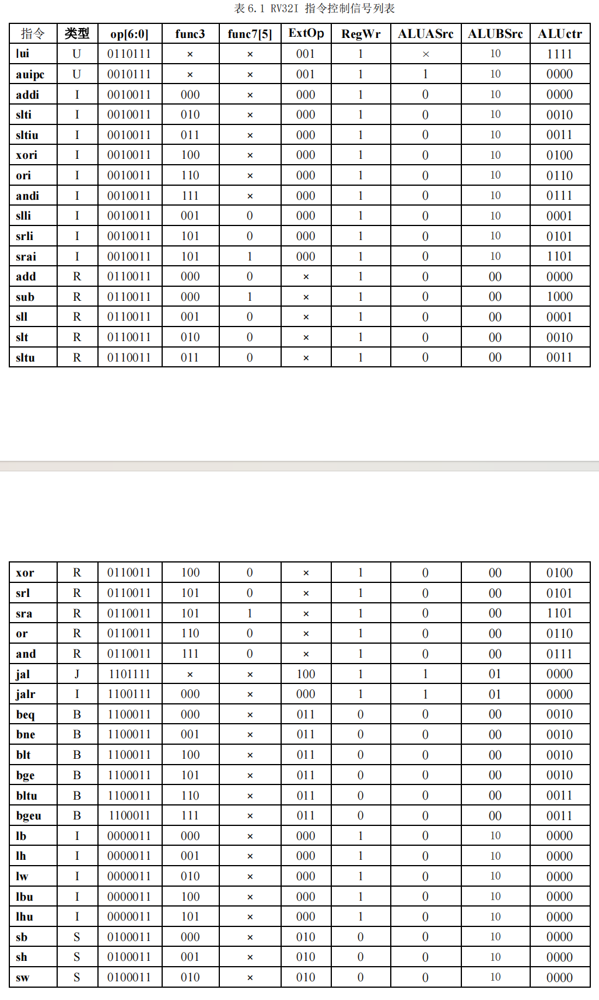 表 6.1 RV32I 指令控制信号列表
指令 类型 op[6:0] func3 func7[5] ExtOp RegWr ALUASrc ALUBSrc ALUctr
lui U 0110111 × × 001 1 × 10 1111
auipc U 0010111 × × 001 1 1 10 0000
addi I 0010011 000 × 000 1 0 10 0000
slti I 0010011 010 × 000 1 0 10 0010
sltiu I 0010011 011 × 000 1 0 10 0011
xori I 0010011 100 × 000 1 0 10 0100
ori I 0010011 110 × 000 1 0 10 0110
andi I 0010011 111 × 000 1 0 10 0111
slli I 0010011 001 0 000 1 0 10 0001
srli I 0010011 101 0 000 1 0 10 0101
srai I 0010011 101 1 000 1 0 10 1101
add R 0110011 000 0 × 1 0 00 0000
sub R 0110011 000 1 × 1 0 00 1000
sll R 0110011 001 0 × 1 0 00 0001
slt R 0110011 010 0 × 1 0 00 0010
sltu R 0110011 011 0 × 1 0 00 0011
xor R 0110011 100 0 × 1 0 00 0100
srl R 0110011 101 0 × 1 0 00 0101
sra R 0110011 101 1 × 1 0 00 1101
or R 0110011 110 0 × 1 0 00 0110
and R 0110011 111 0 × 1 0 00 0111
jal J 1101111 × × 100 1 1 01 0000
jalr I 1100111 000 × 000 1 1 01 0000
beq B 1100011 000 × 011 0 0 00 0010
bne B 1100011 001 × 011 0 0 00 0010
blt B 1100011 100 × 011 0 0 00 0010
bge B 1100011 101 × 011 0 0 00 0010
bltu B 1100011 110 × 011 0 0 00 0011
bgeu B 1100011 111 × 011 0 0 00 0011
lb I 0000011 000 × 000 1 0 10 0000
lh I 0000011 001 × 000 1 0 10 0000
lw I 0000011 010 × 000 1 0 10 0000
lbu I 0000011 100 × 000 1 0 10 0000
lhu I 0000011 101 × 000 1 0 10 0000
sb S 0100011 000 × 010 0 0 10 0000
sh S 0100011 001 × 010 0 0 10 0000
sw S 0100011 010 × 010 0 0 10 0000